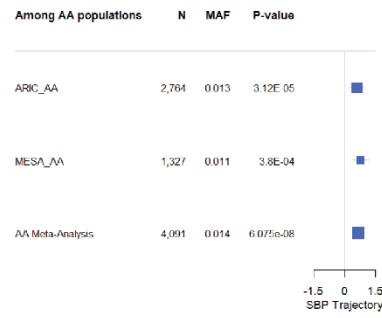 Among AA populations N MAF P-value
ARIC_AA 2,764 0.013 3.12E-05
MESA_AA 1,327 0.011 3.8E-04
AA Meta-Analysis 4,091 0.014 6.075e-08
-1.5 0 1.5
SBP Trajectory